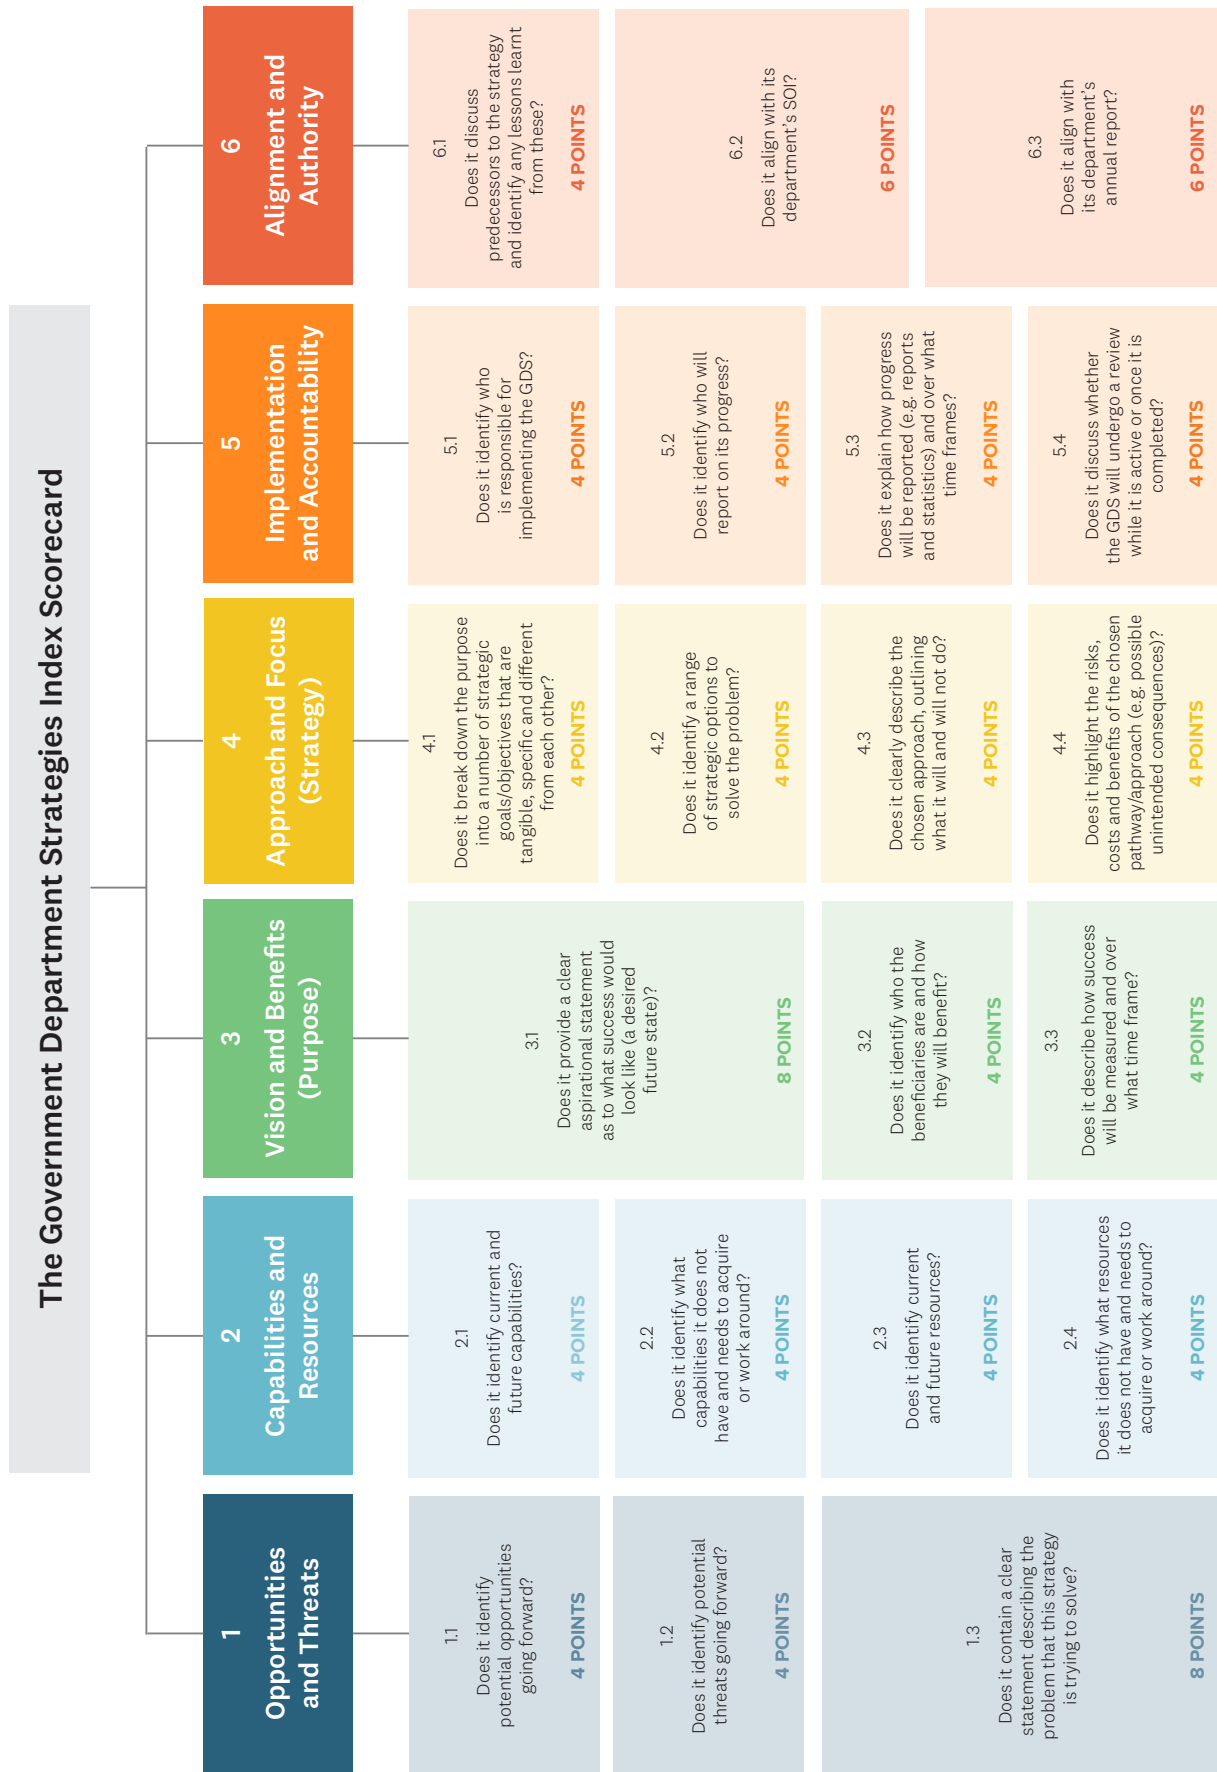 The Government Department Strategies Index Scorecard
1
Opportunities
and Threats
1.1
Does it identify
potential opportunities
going forward?
4 POINTS
1.2
Does it identify potential
threats going forward?
4 POINTS
1.3
Does it contain a clear
statement describing the
problem that this strategy
is trying to solve?
8 POINTS
2
Capabilities and
Resources
2.1
Does it identify current and
future capabilities?
4 POINTS
2.2
Does it identify what
capabilities it does not
have and needs to acquire
or work around?
4 POINTS
2.3
Does it identify current
and future resources?
4 POINTS
2.4
Does it identify what resources
it does not have and needs to
acquire or work around?
4 POINTS
3
Vision and Benefits
(Purpose)
3.1
Does it provide a clear
aspirational statement
as to what success would
look like (a desired
future state)?
8 POINTS
3.2
Does it identify who the
beneficiaries are and how
they will benefit?
4 POINTS
3.3
Does it describe how success
will be measured and over
what time frame?
4 POINTS
4
Approach and Focus
(Strategy)
4.1
Does it break down the purpose
into a number of strategic
goals/objectives that are
tangible, specific and different
from each other?
4 POINTS
4.2
Does it identify a range
of strategic options to
solve the problem?
4 POINTS
4.3
Does it clearly describe the
chosen approach, outlining
what it will and will not do?
4 POINTS
4.4
Does it highlight the risks,
costs and benefits of the chosen
pathway/approach (e.g. possible
unintended consequences)?
4 POINTS
5
Implementation
and Accountability
5.1
Does it identify who
is responsible for
implementing the GDS?
4 POINTS
5.2
Does it identify who will
report on its progress?
4 POINTS
5.3
Does it explain how progress
will be reported (e.g. reports
and statistics) and over what
time frames?
4 POINTS
5.4
Does it discuss whether
the GDS will undergo a review
while it is active or once it is
completed?
4 POINTS
6
Alignment and
Authority
6.1
Does it discuss
predecessors to the strategy
and identify any lessons learnt
from these?
4 POINTS
6.2
Does it align with its
department's SOI?
6 POINTS
6.3
Does it align with
its department's
annual report?
6 POINTS